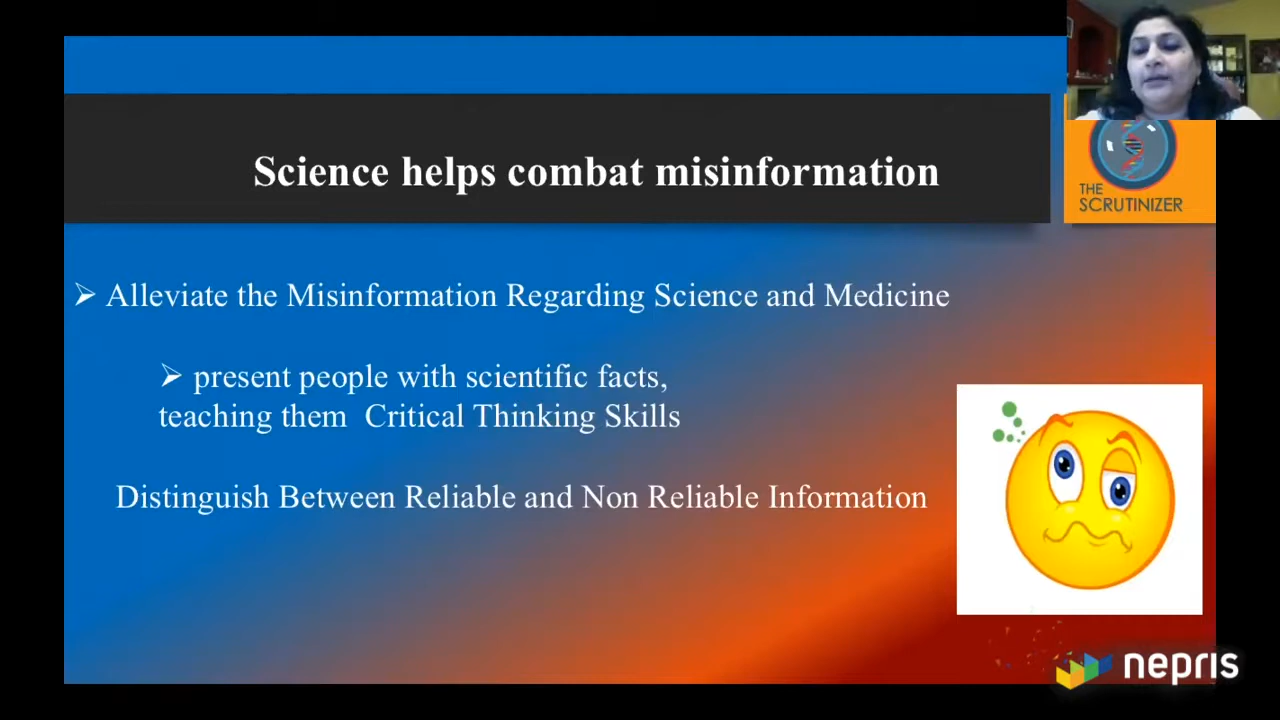 Science helps combat misinformation
THE
SCRUTINIZER
➢ Alleviate the Misinformation Regarding Science and Medicine
➢ present people with scientific facts,
teaching them Critical Thinking Skills
Distinguish Between Reliable and Non Reliable Information
nepris